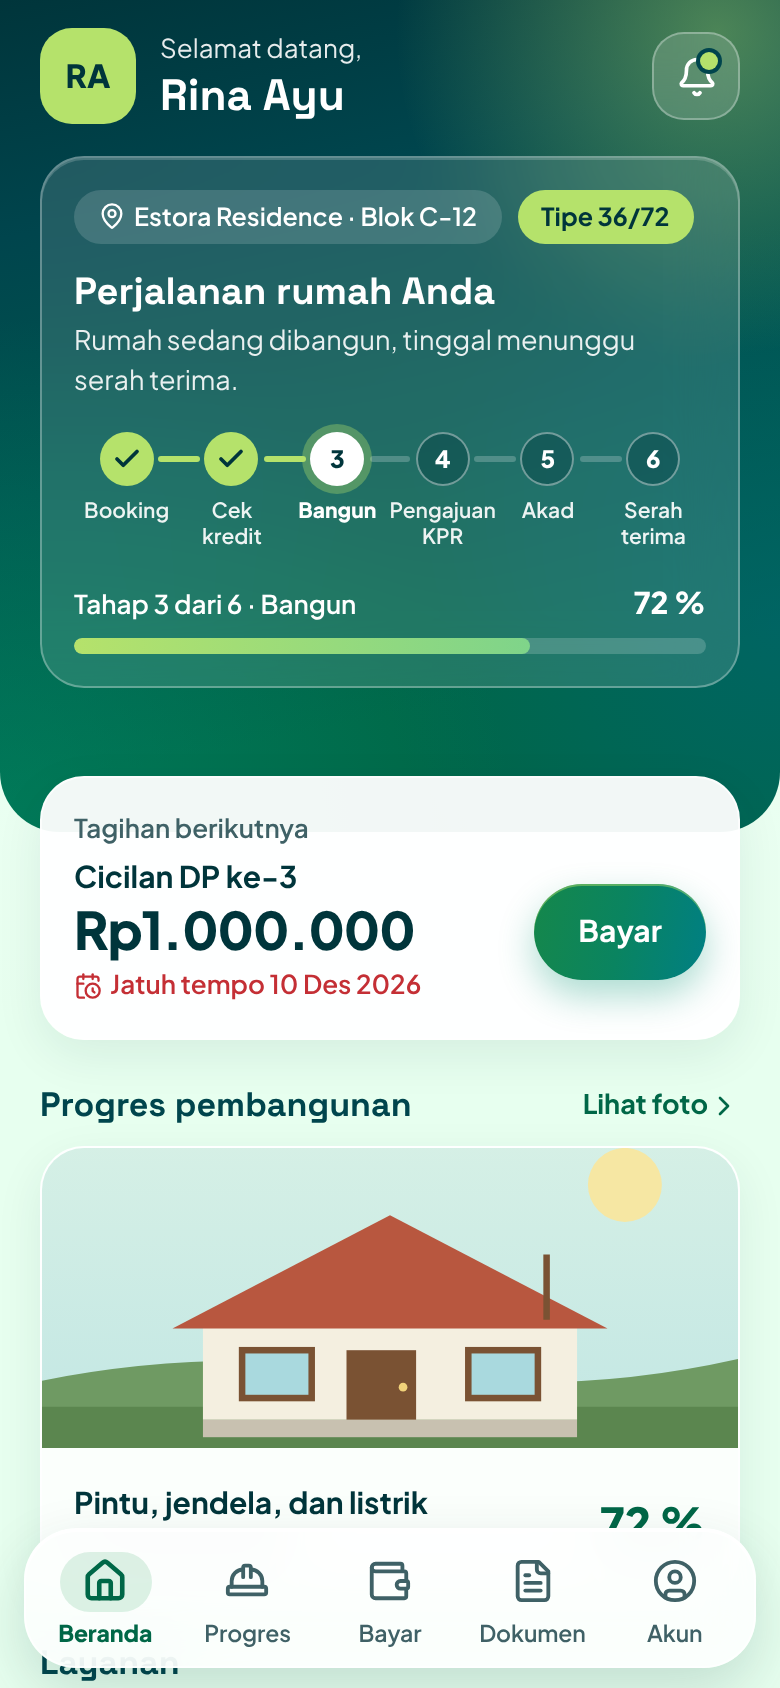 RA
Selamat datang,
Rina Ayu
Estora Residence · Blok C-12
Tipe 36/72
Perjalanan rumah Anda
Rumah sedang dibangun, tinggal menunggu
serah terima.
3
4
5
6
Booking
Cek
kredit
Bangun
Pengajuan
KPR
Akad
Serah
terima
Tahap 3 dari 6 · Bangun
72 %
Tagihan berikutnya
Cicilan DP ke-3
Rp1.000.000
Jatuh tempo 10 Des 2026
Bayar
Progres pembangunan
Lihat foto
Pintu, jendela, dan listrik
72 %
Beranda
Progres
Bayar
Dokumen
Akun
Layanan